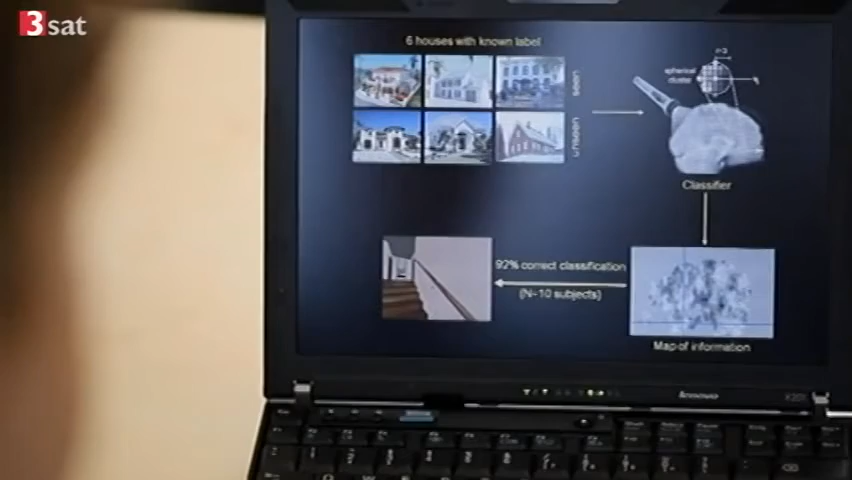 3sat
6 houses with known label
seen
unseen
r=3
spherical
cluster
Classifier
92% correct classification
(N=10 subjects)
Map of information
lenovo